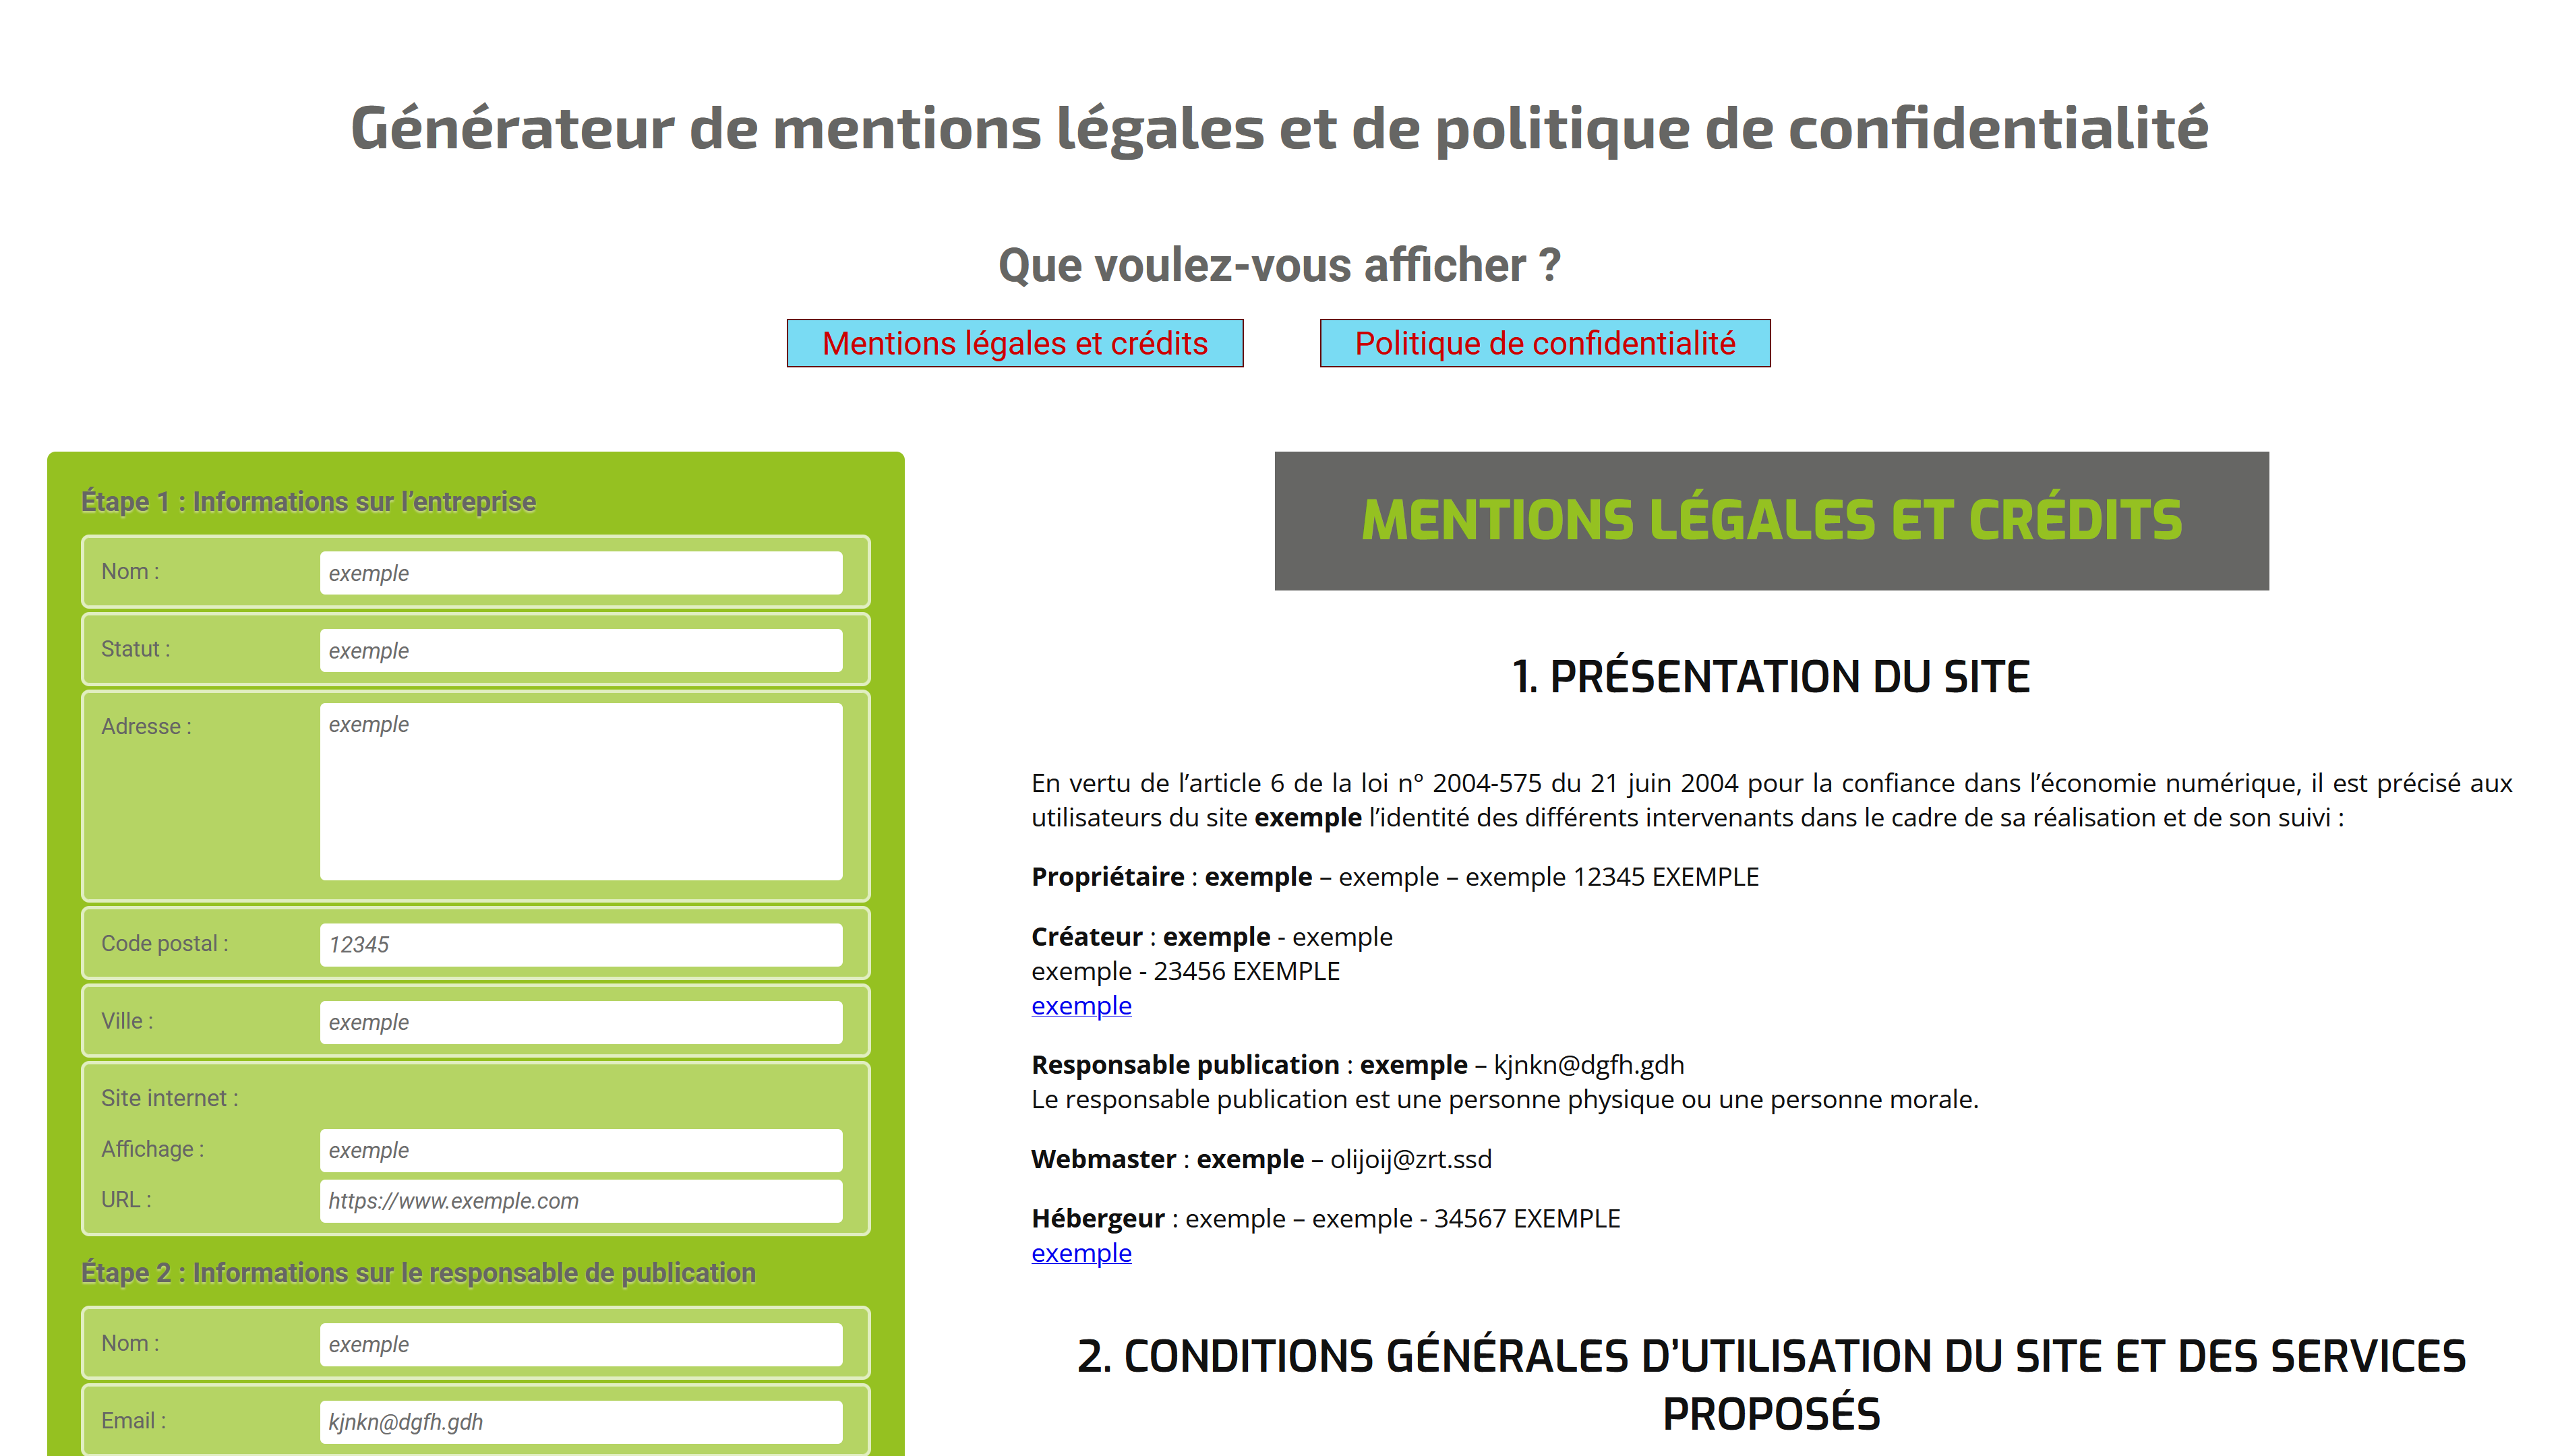 Générateur de mentions légales et de politique de confidentialité
Que voulez-vous afficher ?
Mentions légales et crédits
Politique de confidentialité
Étape 1 : Informations sur l’entreprise
Nom :
exemple
Statut :
exemple
Adresse :
exemple
Code postal :
12345
Ville :
exemple
Site internet :
Affichage :
exemple
URL :
https://www.exemple.com
Étape 2 : Informations sur le responsable de publication
Nom :
exemple
Email :
kjnkn@dgfh.gdh
MENTIONS LÉGALES ET CRÉDITS
1. PRÉSENTATION DU SITE
En vertu de l’article 6 de la loi n° 2004-575 du 21 juin 2004 pour la confiance dans l’économie numérique, il est précisé aux
utilisateurs du site exemple l’identité des différents intervenants dans le cadre de sa réalisation et de son suivi :
Propriétaire : exemple – exemple – exemple 12345 EXEMPLE
Créateur : exemple - exemple
exemple - 23456 EXEMPLE
exemple
Responsable publication : exemple – kjnkn@dgfh.gdh
Le responsable publication est une personne physique ou une personne morale.
Webmaster : exemple – olijoij@zrt.ssd
Hébergeur : exemple – exemple - 34567 EXEMPLE
exemple
2. CONDITIONS GÉNÉRALES D’UTILISATION DU SITE ET DES SERVICES
PROPOSÉS